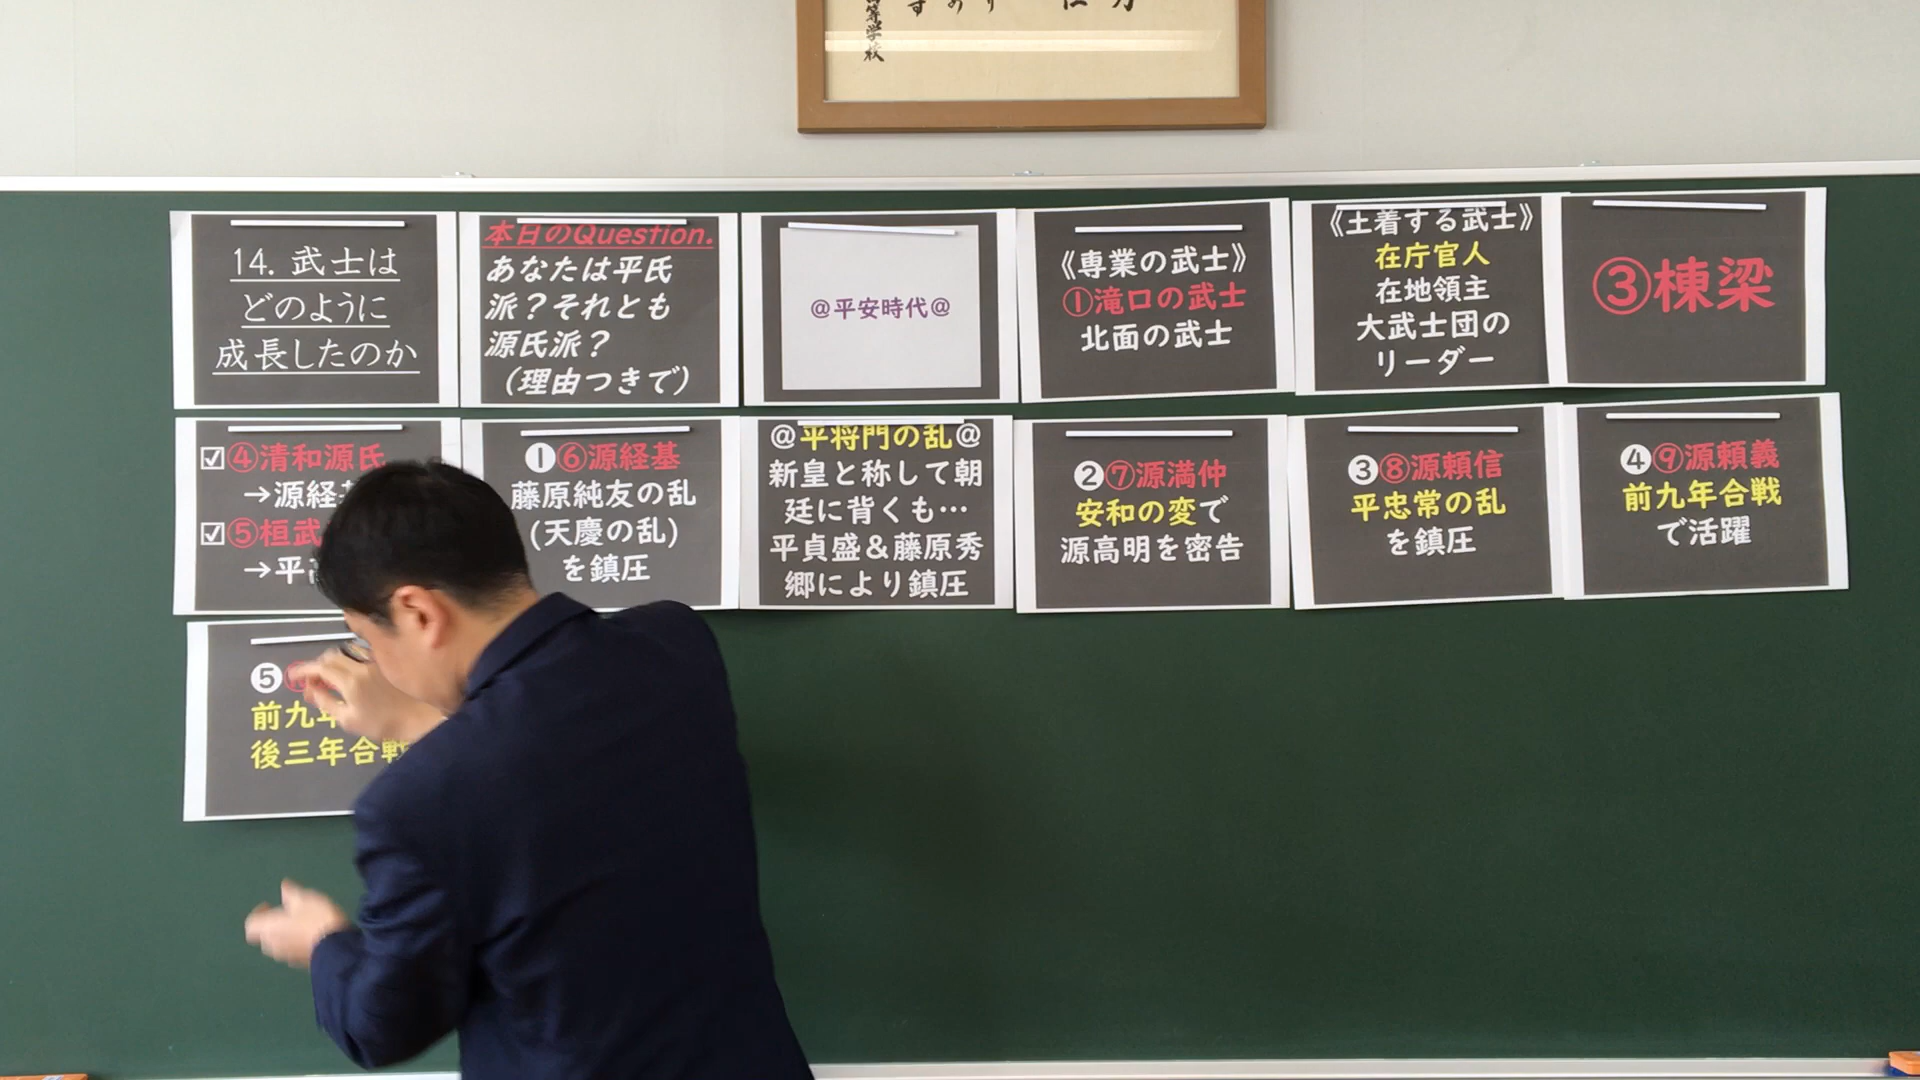 高等学校
14. 武士は
どのように
成長したのか
本日のQuestion.
あなたは平氏
派？それとも
源氏派？
（理由つきで）
@平安時代@
《専業の武士》
①滝口の武士
北面の武士
《土着する武士》
在庁官人
在地領主
大武士団の
リーダー
③棟梁
☑④清和源氏
→源経
☑⑤桓武
→平
❶⑥源経基
藤原純友の乱
(天慶の乱)
を鎮圧
@平将門の乱@
新皇と称して朝
廷に背くも…
平貞盛＆藤原秀
郷により鎮圧
❷⑦源満仲
安和の変で
源高明を密告
❸⑧源頼信
平忠常の乱
を鎮圧
❹⑨源頼義
前九年合戦
で活躍
❺
前九年
後三年合戦